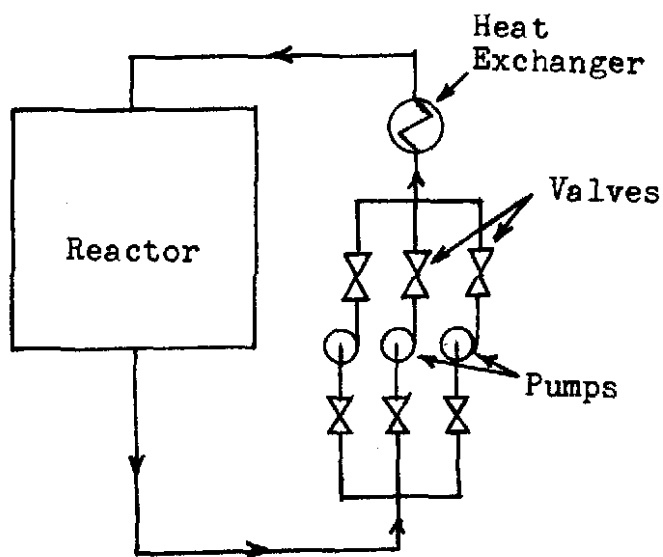 Heat
Exchanger
Valves
Reactor
Pumps